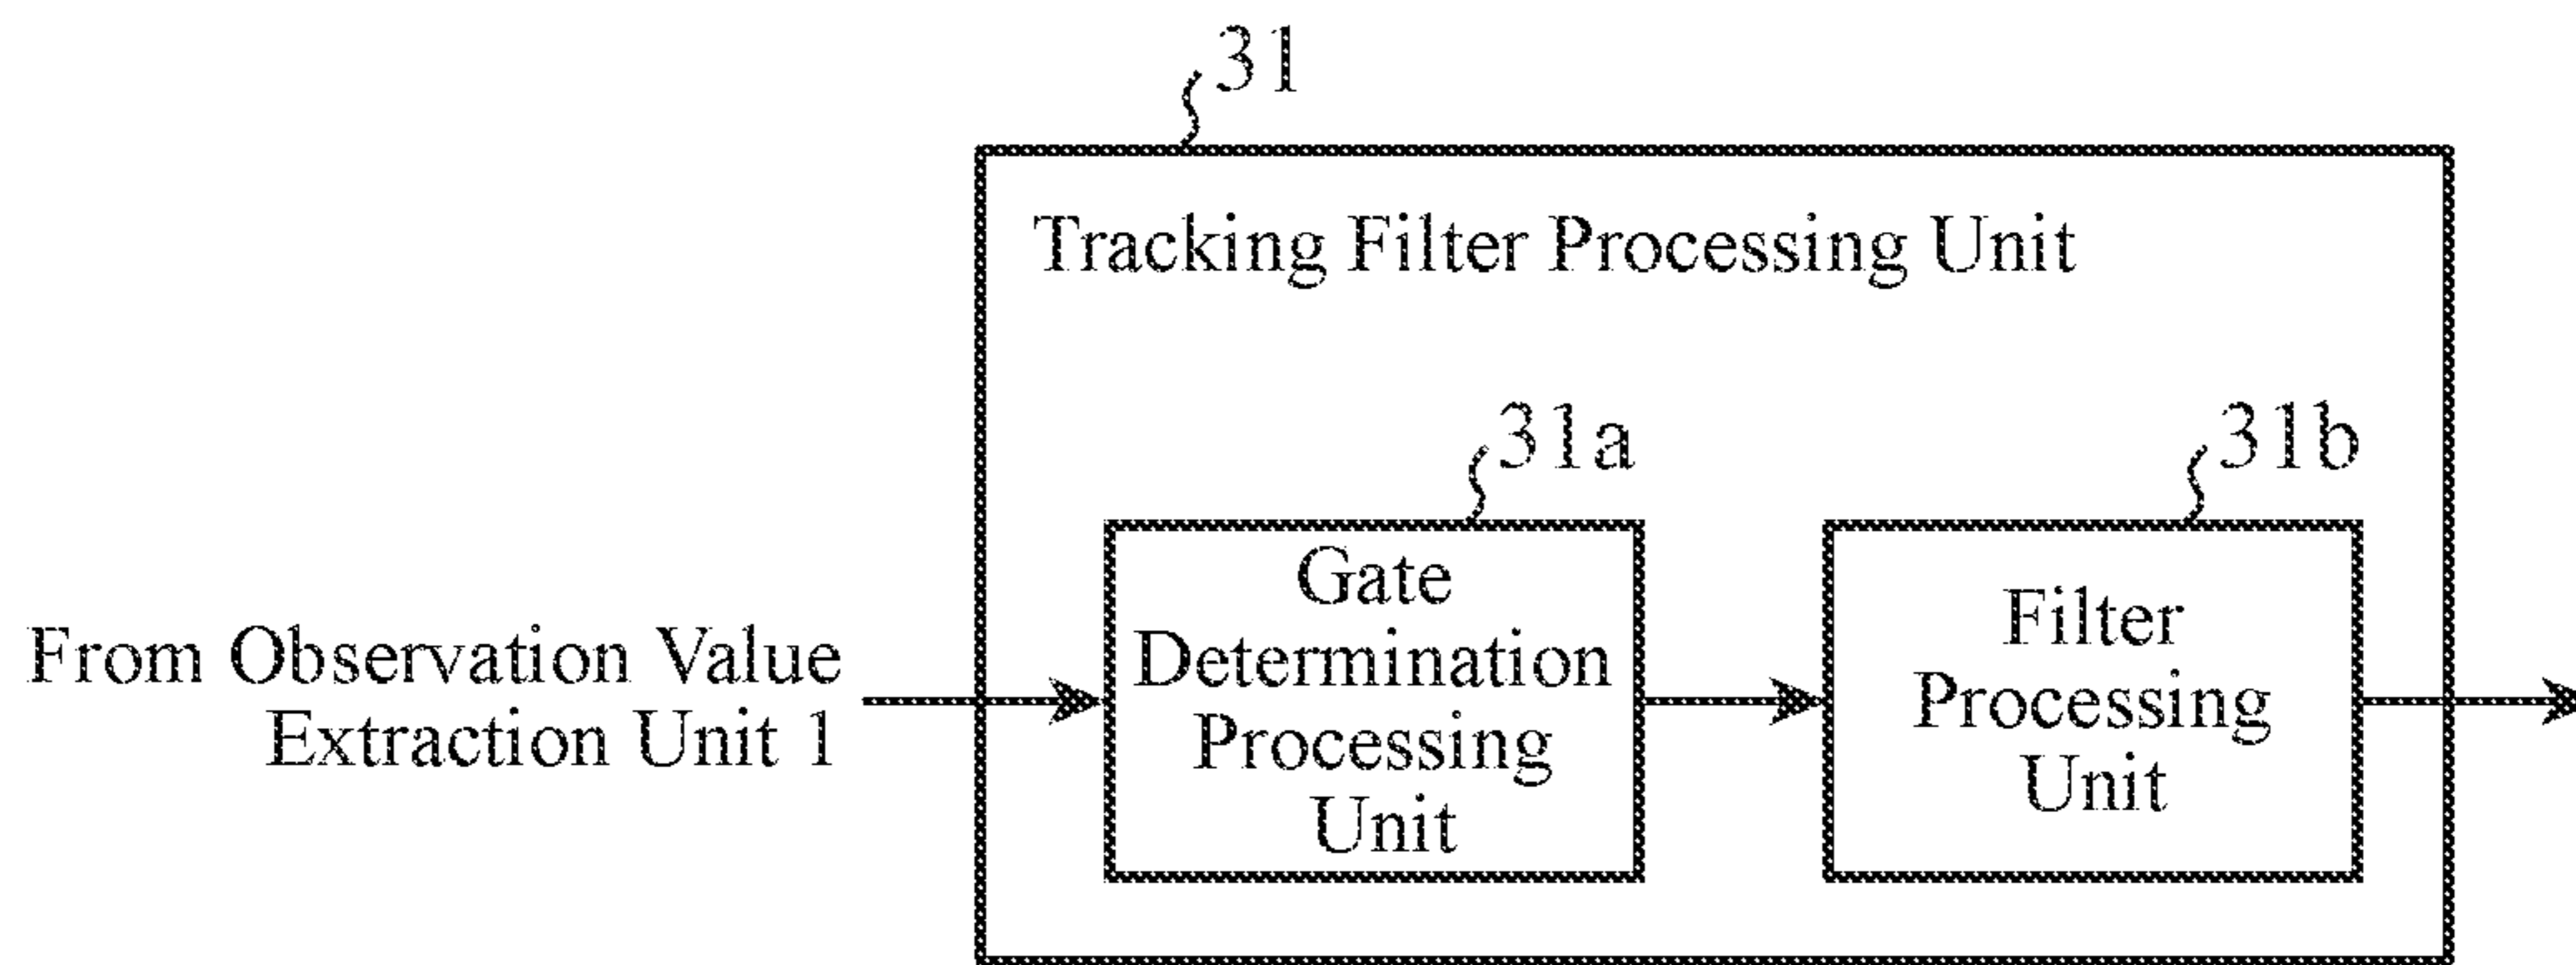 31
Tracking Filter Processing Unit
31a
31b
From Observation Value
Extraction Unit 1
Gate
Determination
Processing
Unit
Filter
Processing
Unit